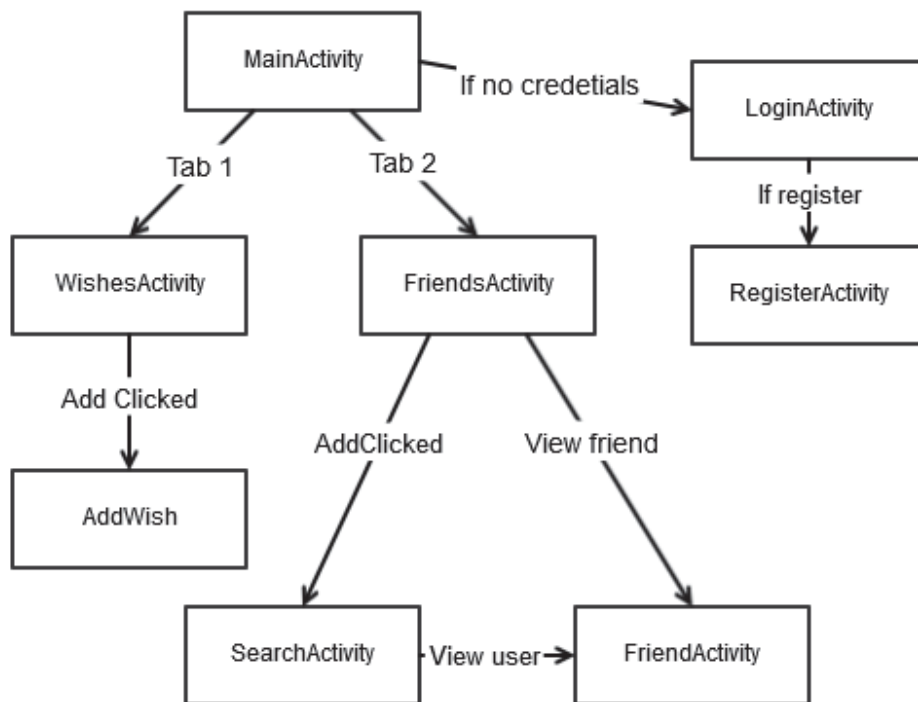 MainActivity
If no credetials
LoginActivity
Tab 1
Tab 2
If register
WishesActivity
FriendsActivity
RegisterActivity
Add Clicked
AddClicked
View friend
AddWish
SearchActivity
View user
FriendActivity